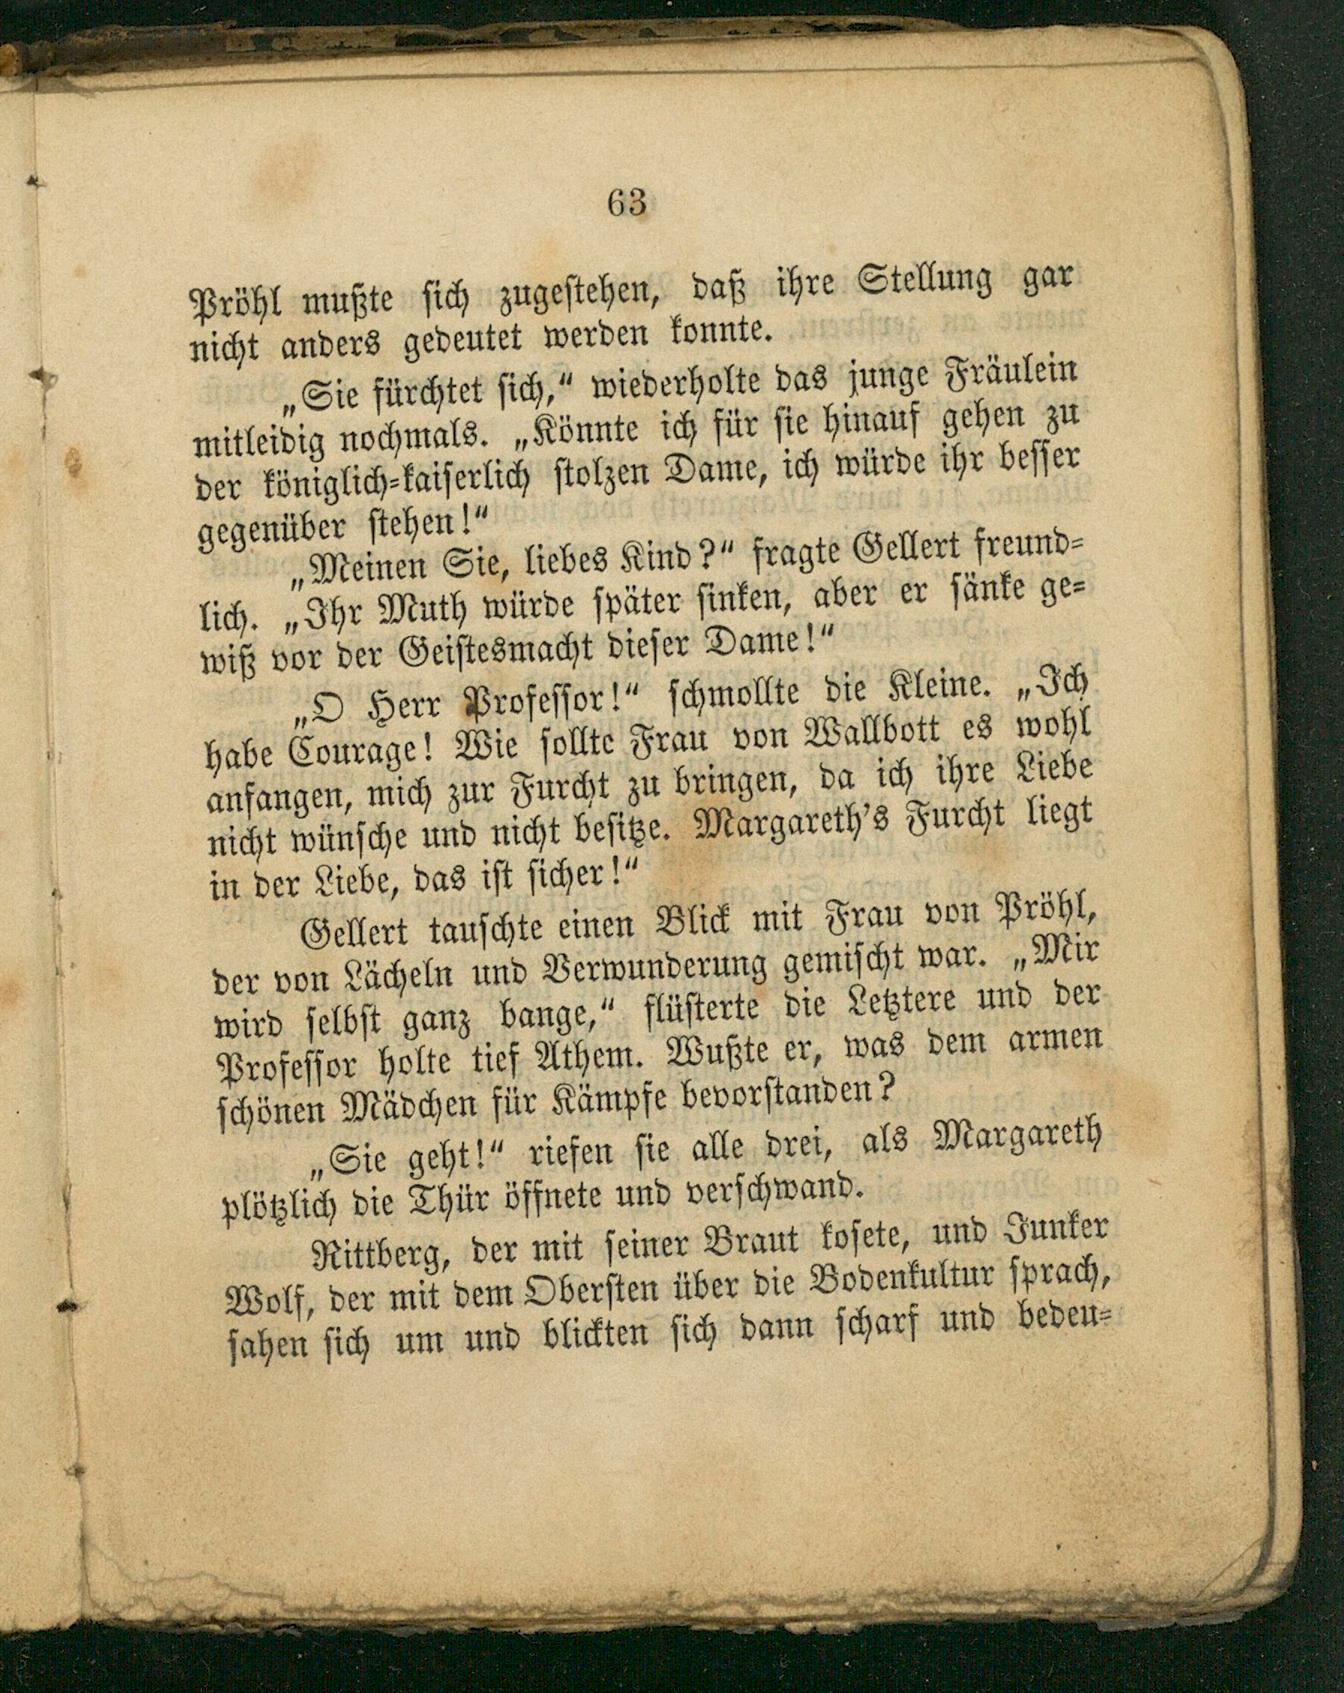 63
Pröhl mußte sich zugestehen, daß ihre Stellung gar
nicht anders gedeutet werden konnte.
„Sie fürchtet sich,“ wiederholte das junge Fräulein
mitleidig nochmals. „Könnte ich für sie hinauf gehen zu
der königlich-kaiserlich stolzen Dame, ich würde ihr besser
gegenüber stehen!“
„Meinen Sie, liebes Kind?“ fragte Gellert freund-
lich. „Ihr Muth würde später sinken, aber er sänke ge-
wiß vor der Geistesmacht dieser Dame!“
„O Herr Professor!“ schmollte die Kleine. „Ich
habe Courage! Wie sollte Frau von Wallbott es wohl
anfangen, mich zur Furcht zu bringen, da ich ihre Liebe
nicht wünsche und nicht besitze. Margareth's Furcht liegt
in der Liebe, das ist sicher!“
Gellert tauschte einen Blick mit Frau von Pröhl,
der von Lächeln und Verwunderung gemischt war. „Mir
wird selbst ganz bange,“ flüsterte die Letztere und der
Professor holte tief Athem. Wußte er, was dem armen
schönen Mädchen für Kämpfe bevorstanden?
„Sie geht!“ riefen sie alle drei, als Margareth
plötzlich die Thür öffnete und verschwand.
Rittberg, der mit seiner Braut kosete, und Junker
Wolf, der mit dem Obersten über die Bodenkultur sprach,
sahen sich um und blickten sich dann scharf und bedeu-